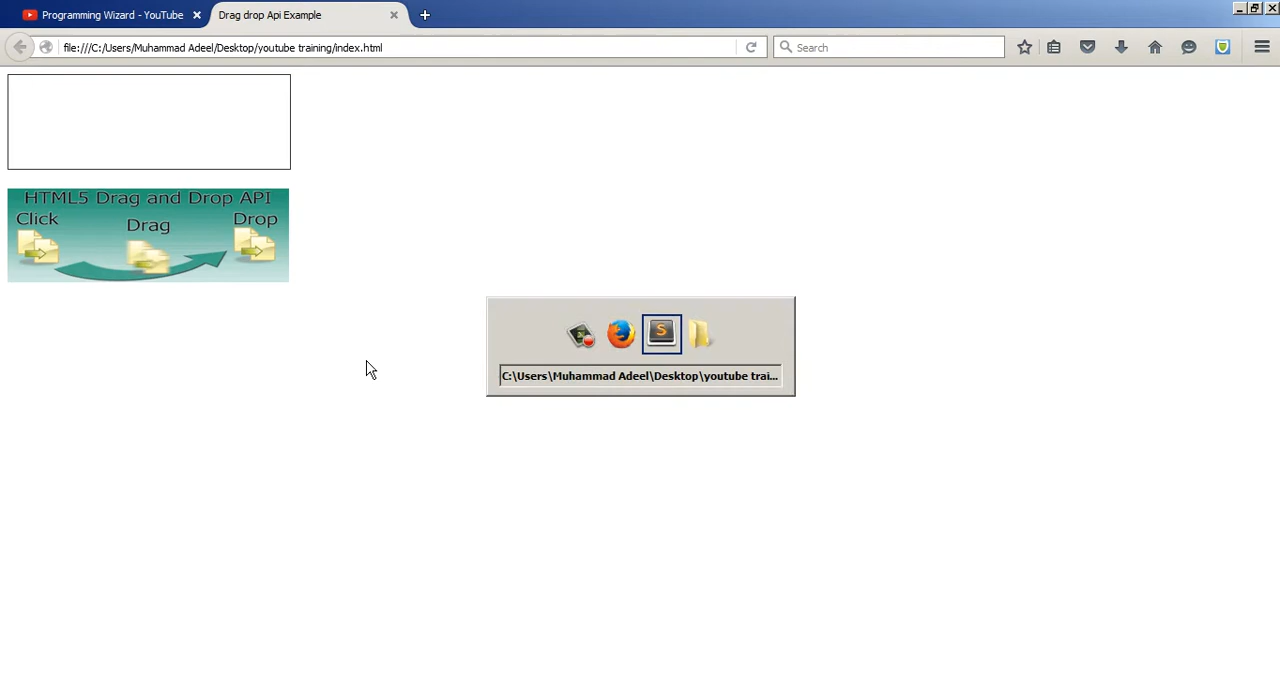 Programming Wizard - YouTube
Drag drop Api Example
file:///C:/Users/Muhammad Adeel/Desktop/youtube training/index.html
Search
HTML5 Drag and Drop API
Click
Drag
Drop
S
C:\Users\Muhammad Adeel\Desktop\youtube trai...